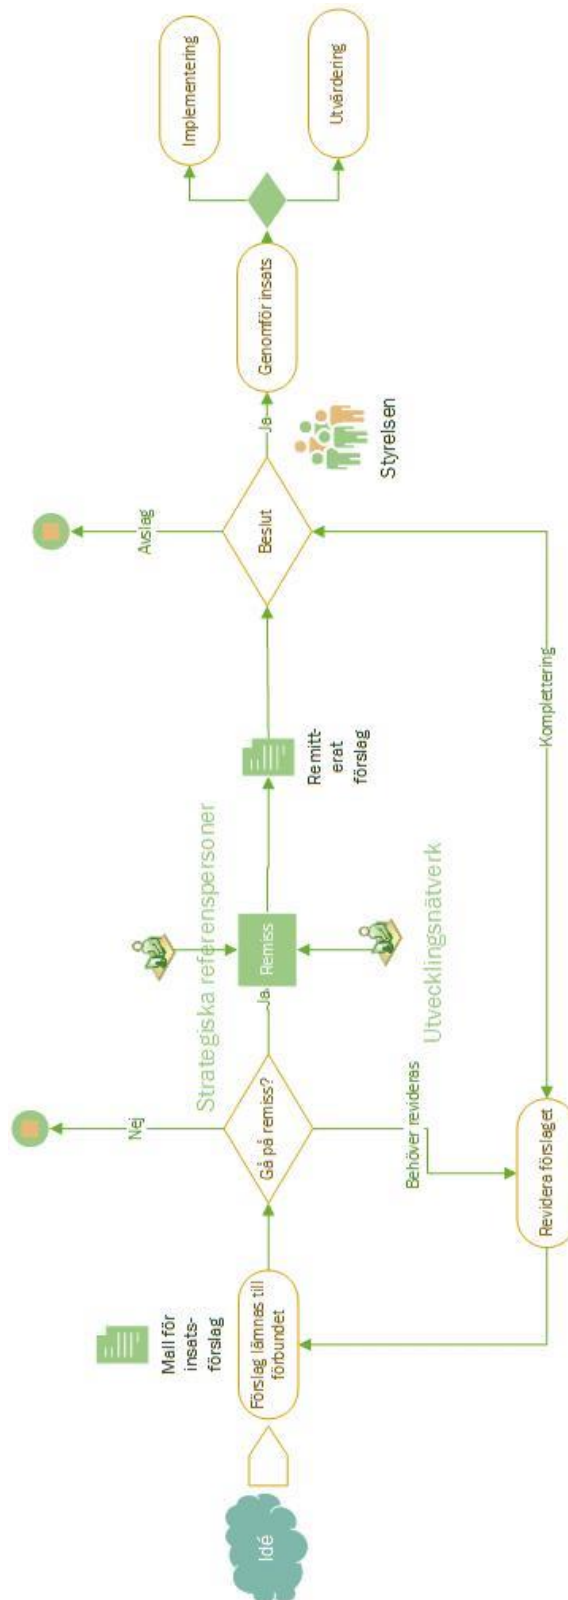 Idé
Mall för
insats-
förslag
Förslag lämnas till
förbundet
Nej
Gå på remiss?
Behöver revideras
Revidera förslaget
Ja
Strategiska referenspersoner
Remiss
Utvecklingsnätverk
Remitt-
erat
förslag
Komplettering
Avslag
Beslut
Ja
Styrelsen
Genomför insats
Implementering
Utvärdering